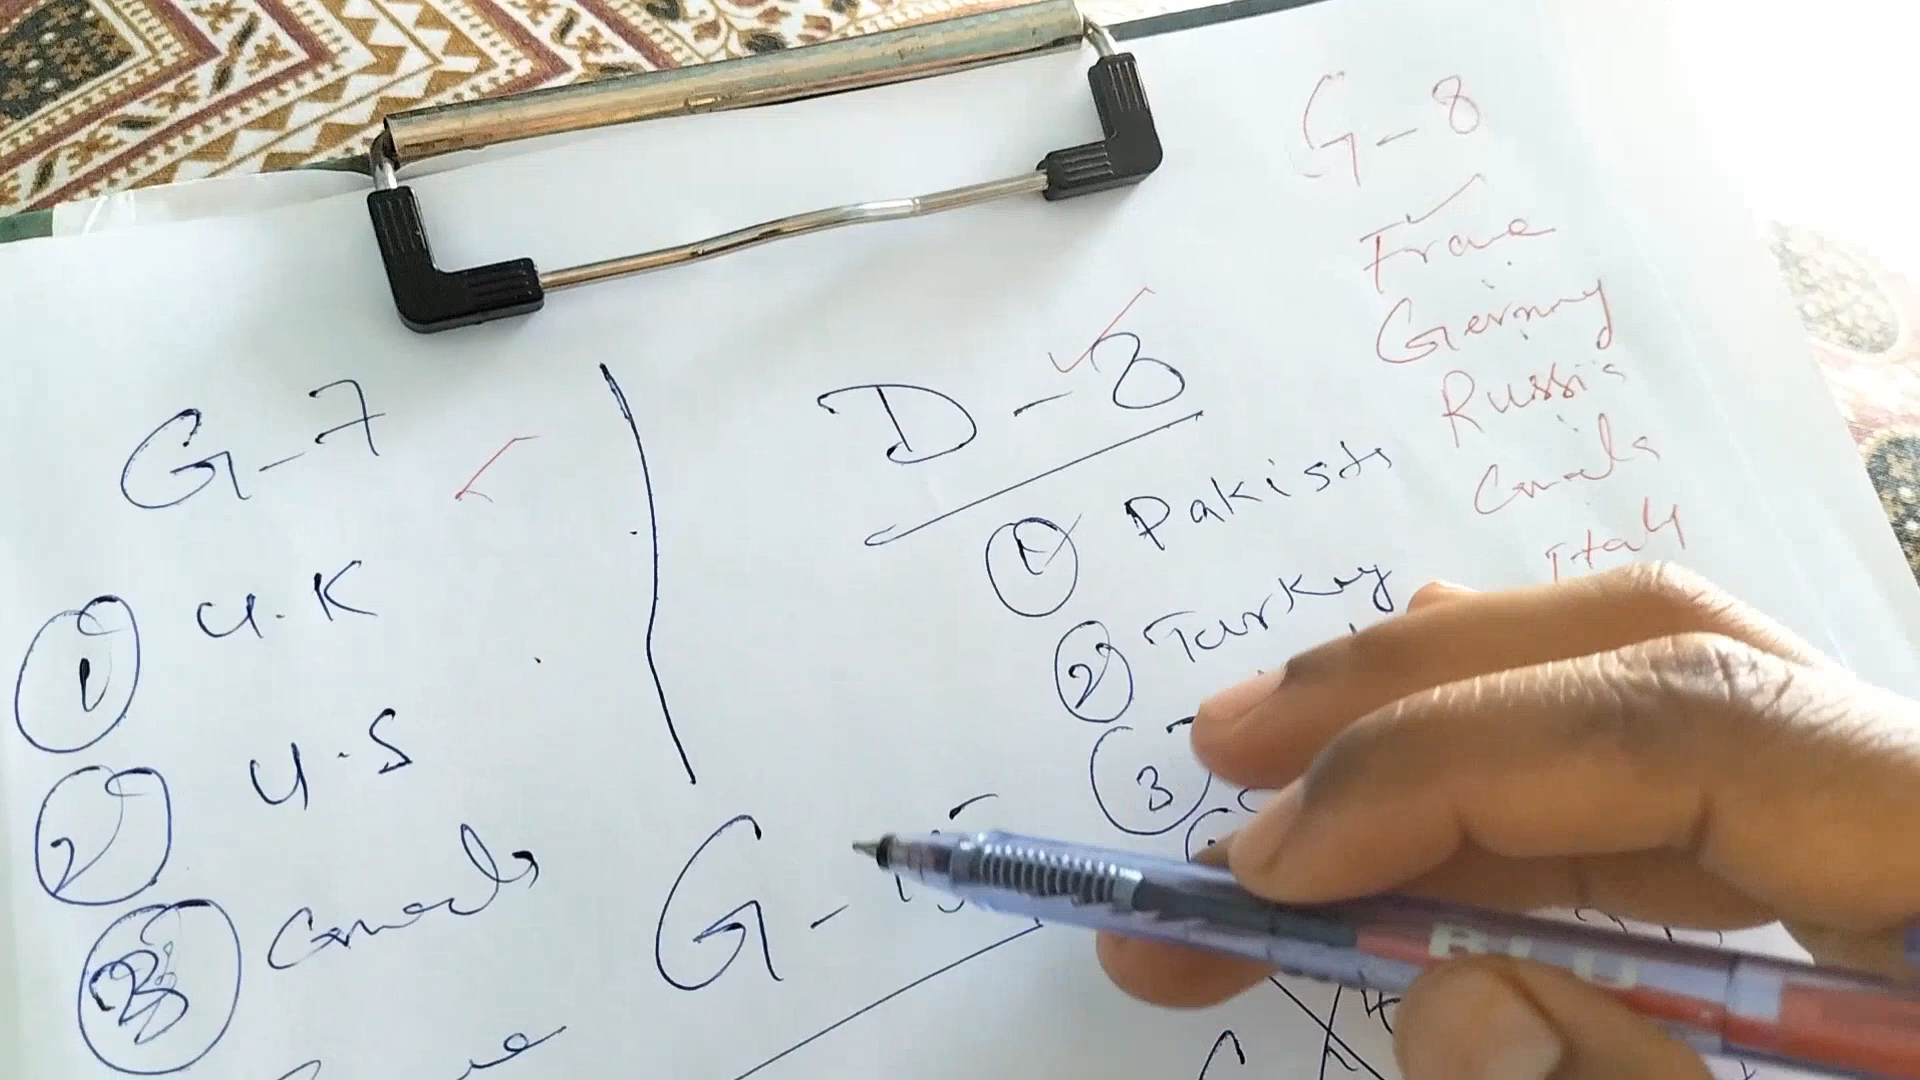 G-8
France
Germany
Russia
Canada
Italy
G-7
D-8
① Pakistan
② Turkey
③
① U.K
② U.S
③ Canada
G-15